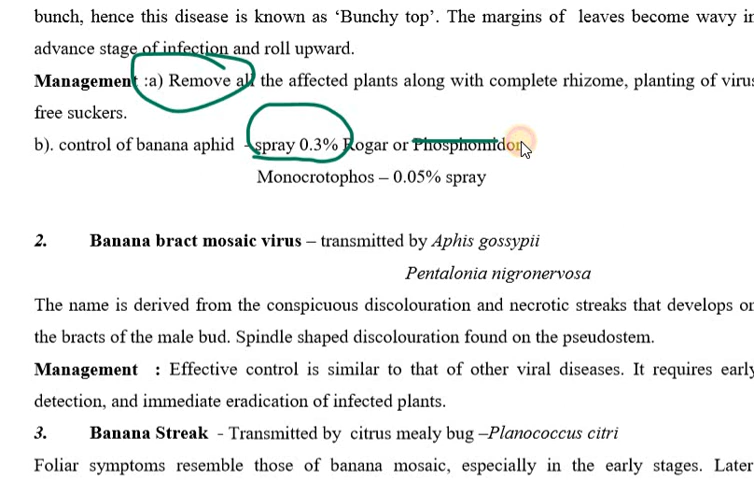 bunch, hence this disease is known as ‘Bunchy top’. The margins of leaves become wavy in
advance stage of infection and roll upward.
Management :a) Remove all the affected plants along with complete rhizome, planting of virus
free suckers.
b). control of banana aphid - spray 0.3% Rogar or Phosphomidon
Monocrotophos – 0.05% spray
2. Banana bract mosaic virus – transmitted by Aphis gossypii
Pentalonia nigronervosa
The name is derived from the conspicuous discolouration and necrotic streaks that develops on
the bracts of the male bud. Spindle shaped discolouration found on the pseudostem.
Management : Effective control is similar to that of other viral diseases. It requires early
detection, and immediate eradication of infected plants.
3. Banana Streak - Transmitted by citrus mealy bug –Planococcus citri
Foliar symptoms resemble those of banana mosaic, especially in the early stages. Later